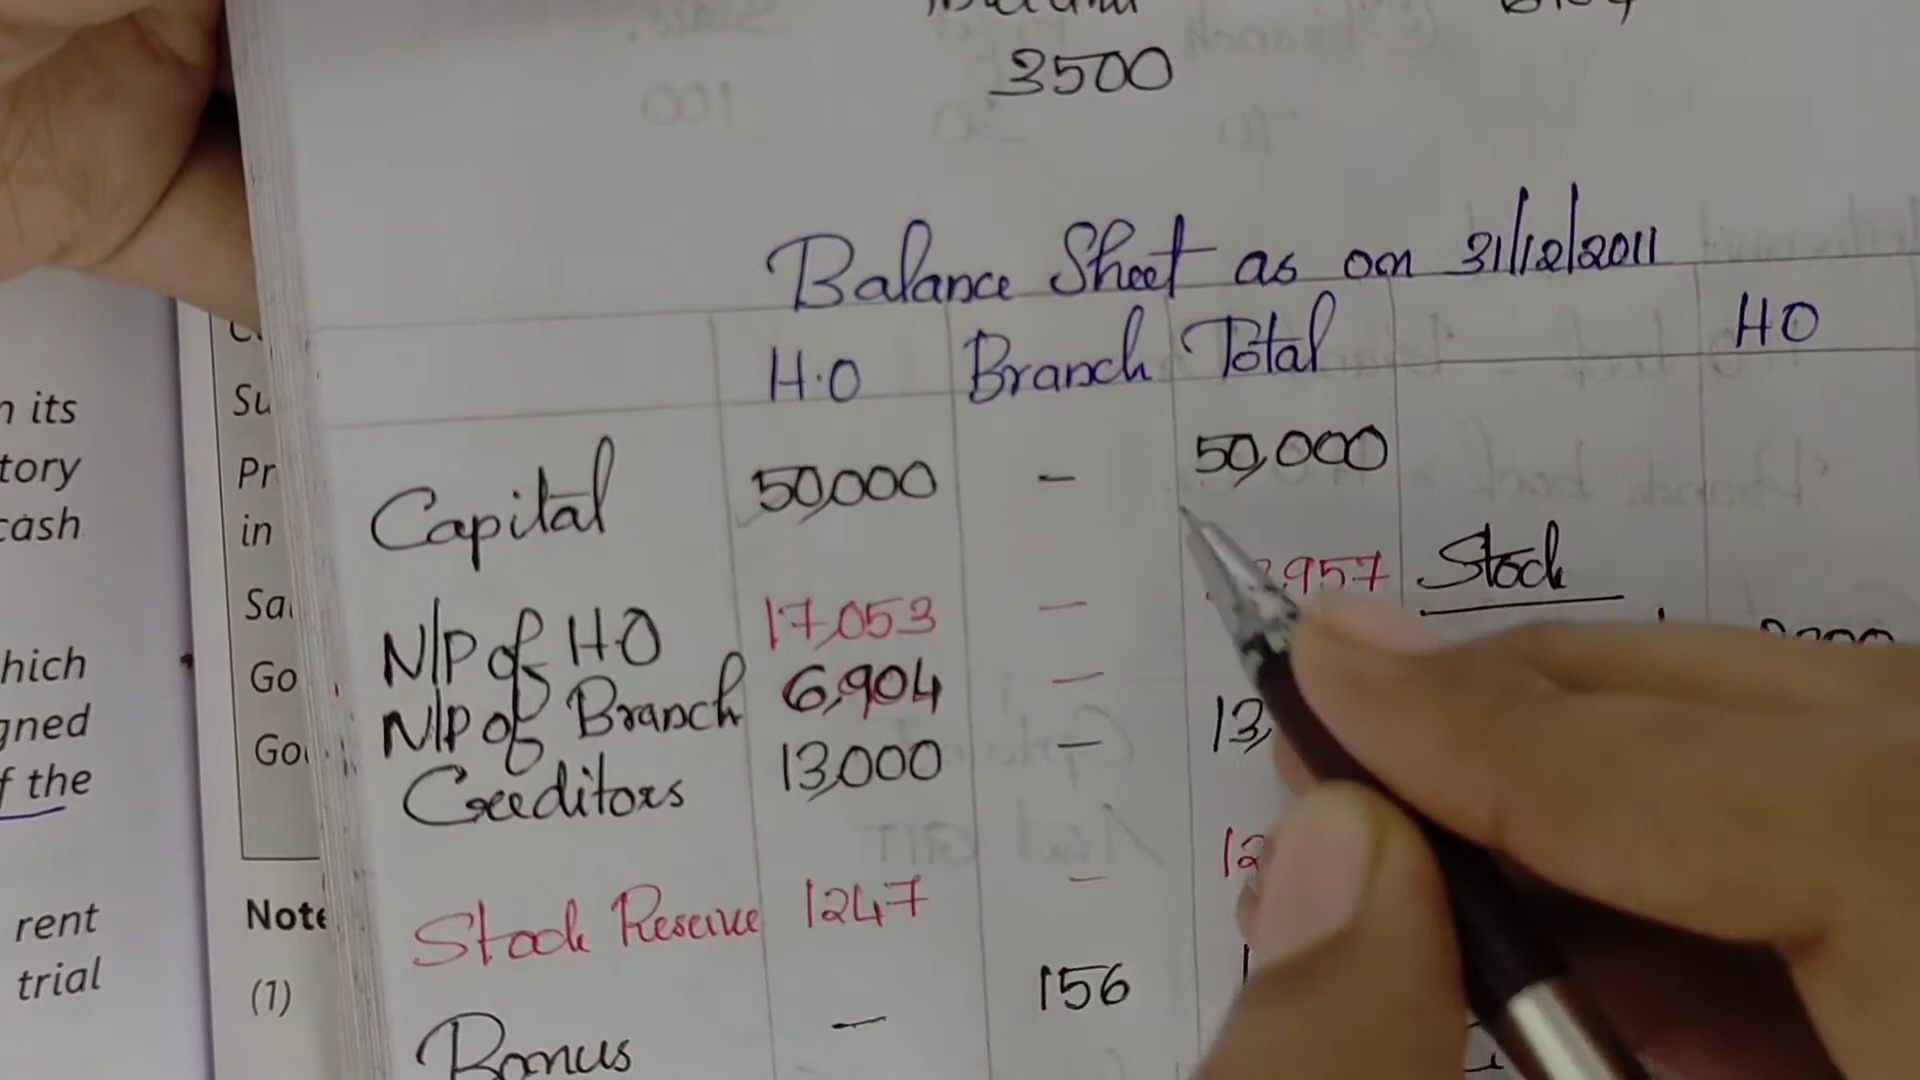 3500
Balance Sheet as on 31/12/2011
H.O Branch Total HO
Capital 50,000 - 50,000
Stock
N/P of HO 17,053 -
N/P of Branch 6,904 -
Creditors 13,000 -
Stock Reserve 1247 -
Bonus - 156
its
tory
cash
hich
gned
f the
rent
trial
Su
Pr
in
Sa
Go
Go
Note
(1)